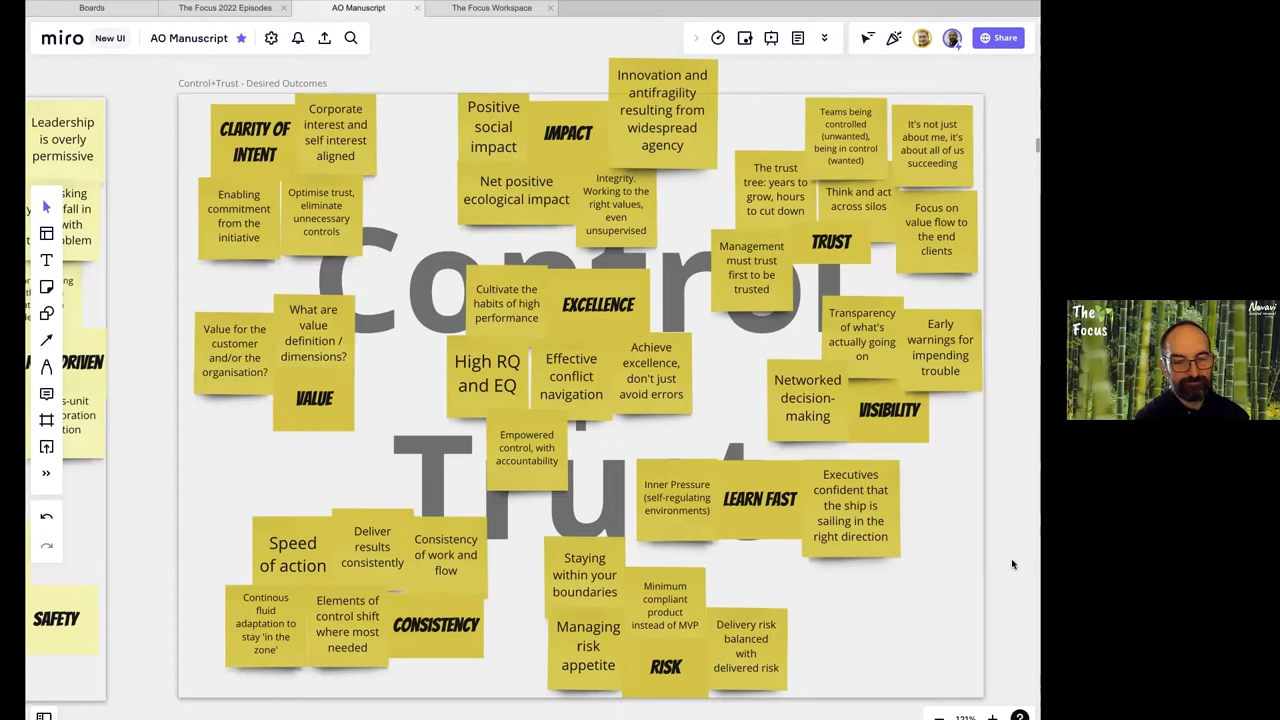 Boards
The Focus 2022 Episodes
AO Manuscript
The Focus Workspace
miro
New UI
AO Manuscript
Share
Control+Trust - Desired Outcomes
Leadership
is overly
permissive
fall in
with
DRIVEN
SAFETY
Control
Trust
CLARITY OF
INTENT
Corporate
interest and
self interest
aligned
Enabling
commitment
from the
initiative
Optimise trust,
eliminate
unnecessary
controls
Positive
social
impact
IMPACT
Innovation and
antifragility
resulting from
widespread
agency
Net positive
ecological impact
Integrity.
Working to the
right values,
even
unsupervised
Teams being
controlled
(unwanted),
being in control
(wanted)
It's not just
about me, it's
about all of us
succeeding
The trust
tree: years to
grow, hours
to cut down
Think and act
across silos
Focus on
value flow to
the end
clients
Management
must trust
first to be
trusted
TRUST
Value for the
customer
and/or the
organisation?
What are
value
definition /
dimensions?
VALUE
Cultivate the
habits of high
performance
EXCELLENCE
High RQ
and EQ
Effective
conflict
navigation
Achieve
excellence,
don't just
avoid errors
Empowered
control, with
accountability
Transparency
of what's
actually going
on
Early
warnings for
impending
trouble
Networked
decision-
making
VISIBILITY
Inner Pressure
(self-regulating
environments)
LEARN FAST
Executives
confident that
the ship is
sailing in the
right direction
Speed
of action
Deliver
results
consistently
Consistency
of work and
flow
Continous
fluid
adaptation to
stay 'in the
zone'
Elements of
control shift
where most
needed
CONSISTENCY
Staying
within your
boundaries
Minimum
compliant
product
instead of MVP
Managing
risk
appetite
RISK
Delivery risk
balanced
with
delivered risk
121%
The
Focus